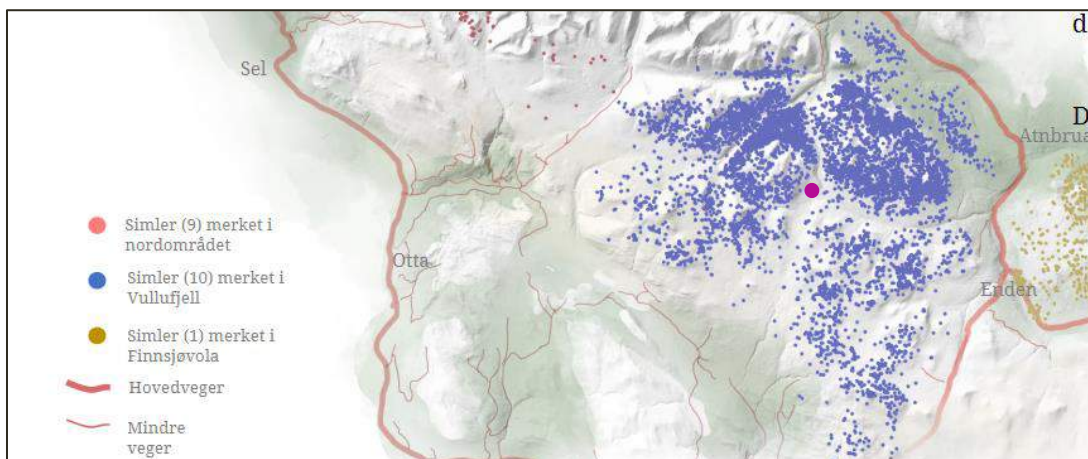 d
Sel
D
Atnbrua
Simler (9) merket i
nordområdet
Otta
Simler (10) merket i
Vullufjell
Enden
Simler (1) merket i
Finnsjøvola
Hovedveger
Mindre
veger